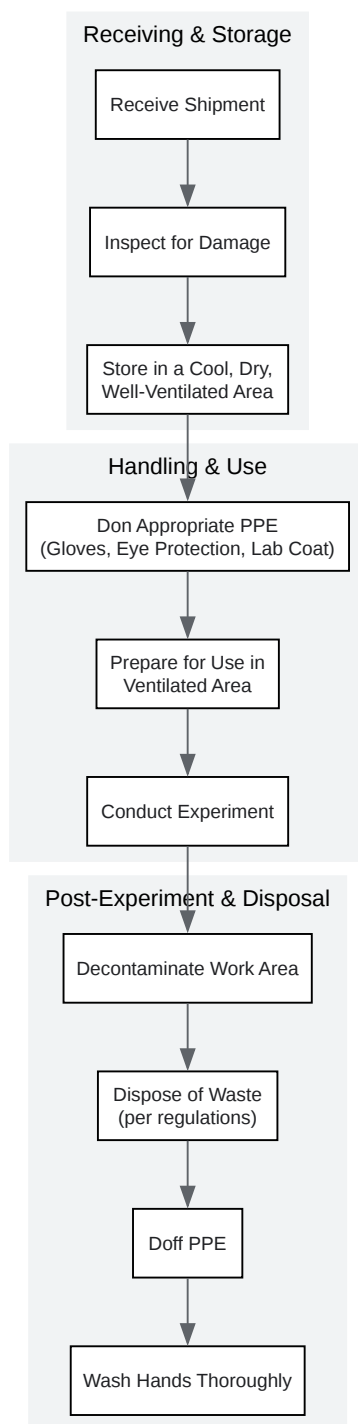 Receiving & Storage
Receive Shipment
Inspect for Damage
Store in a Cool, Dry,
Well-Ventilated Area
Handling & Use
Don Appropriate PPE
(Gloves, Eye Protection, Lab Coat)
Prepare for Use in
Ventilated Area
Conduct Experiment
Post-Experiment & Disposal
Decontaminate Work Area
Dispose of Waste
(per regulations)
Doff PPE
Wash Hands Thoroughly